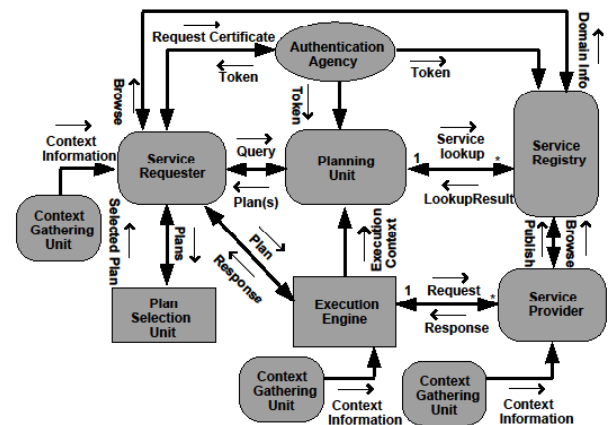 Request Certificate
Token
Authentication
Agency
Token
Domain Info
Browse
Token
Context
Information
Service
Requester
Query
Plan(s)
Planning
Unit
1
Service
lookup
*
LookupResult
Service
Registry
Context
Gathering
Unit
Selected Plan
Plans
Plan
Response
Execution
Context
Publish
Browse
Plan
Selection
Unit
Execution
Engine
1
Request
*
Response
Service
Provider
Context
Gathering
Unit
Context
Information
Context
Gathering
Unit
Context
Information